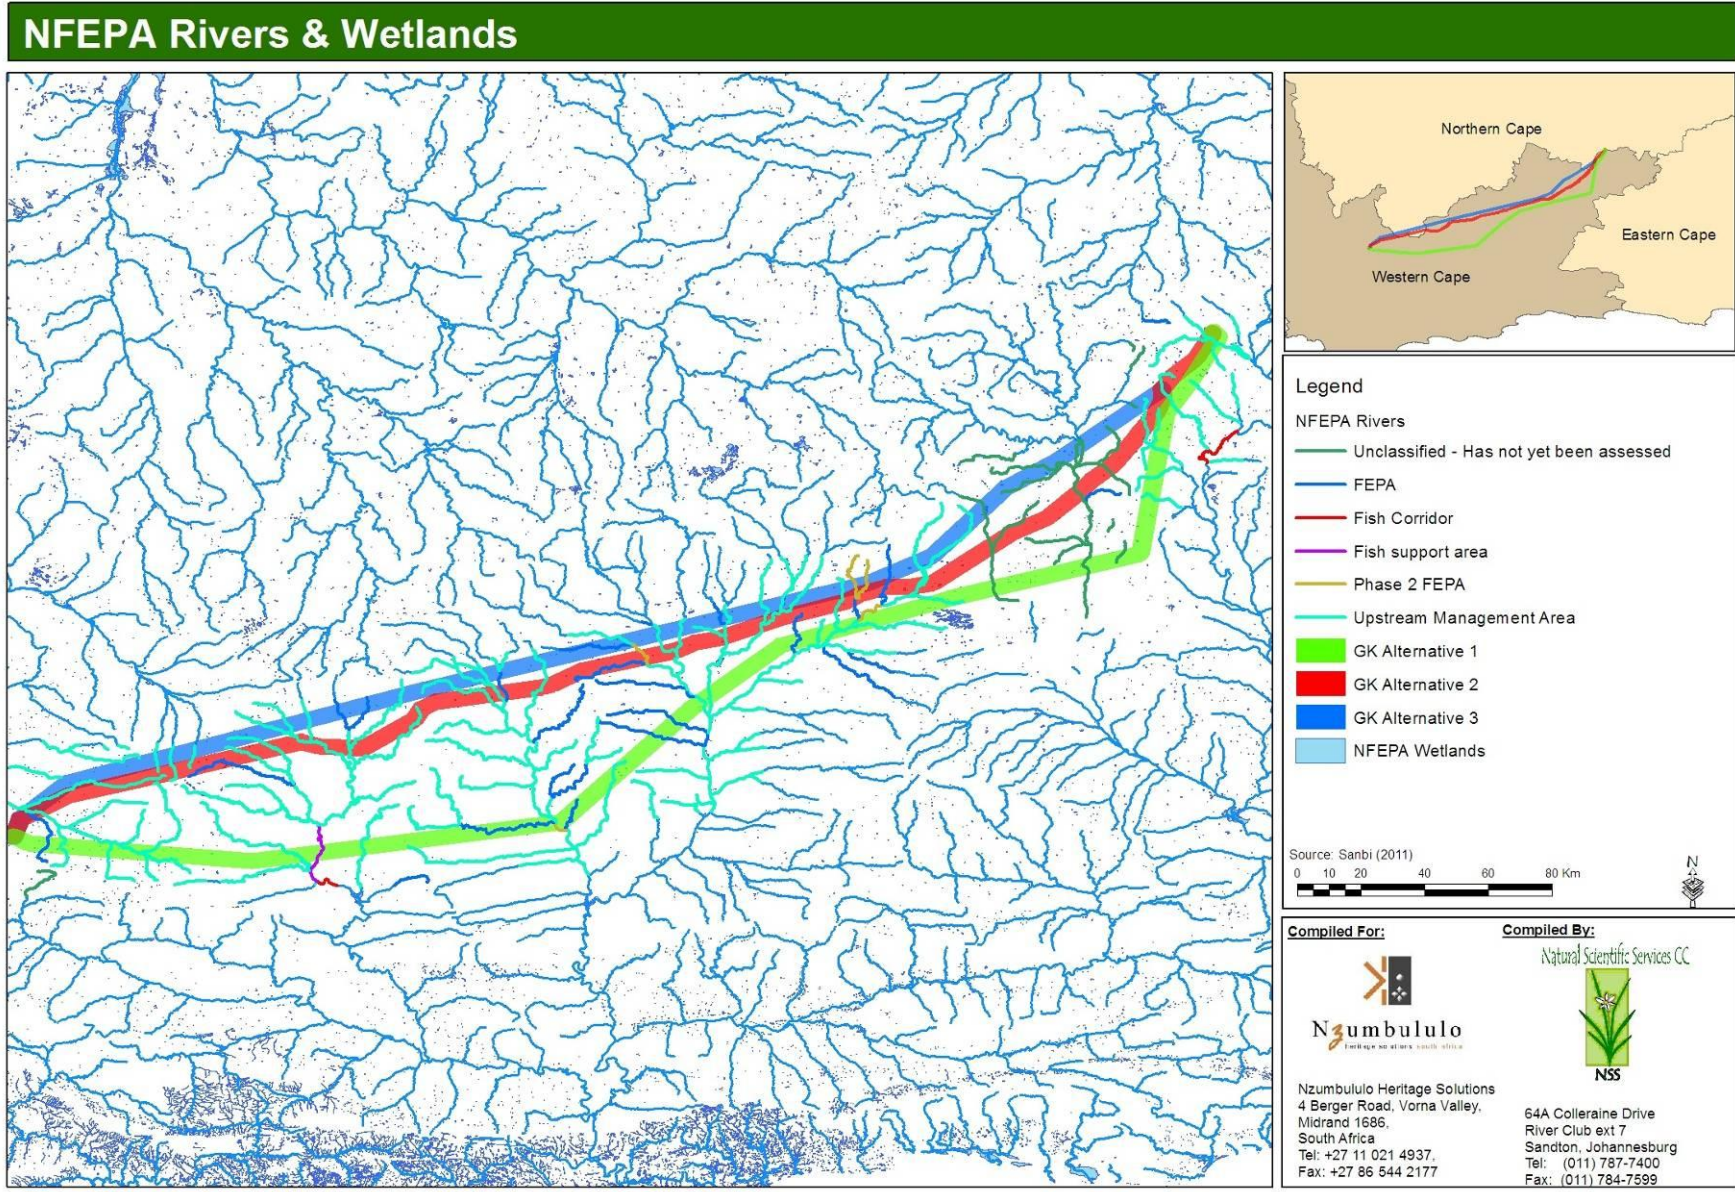 NFEPA Rivers & Wetlands
Northern Cape
Eastern Cape
Western Cape
Legend
NFEPA Rivers
Unclassified - Has not yet been assessed
FEPA
Fish Corridor
Fish support area
Phase 2 FEPA
Upstream Management Area
GK Alternative 1
GK Alternative 2
GK Alternative 3
NFEPA Wetlands
Source: Sanbi (2011)
0 10 20 40 60 80 Km
N
Compiled For:
Nzumbululo
heritage solutions south africa
Nzumbululo Heritage Solutions
4 Berger Road, Vorna Valley,
Midrand 1686,
South Africa
Tel: +27 11 021 4937,
Fax: +27 86 544 2177
Compiled By:
Natural Scientific Services CC
NSS
64A Colleraine Drive
River Club ext 7
Sandton, Johannesburg
Tel: (011) 787-7400
Fax: (011) 784-7599